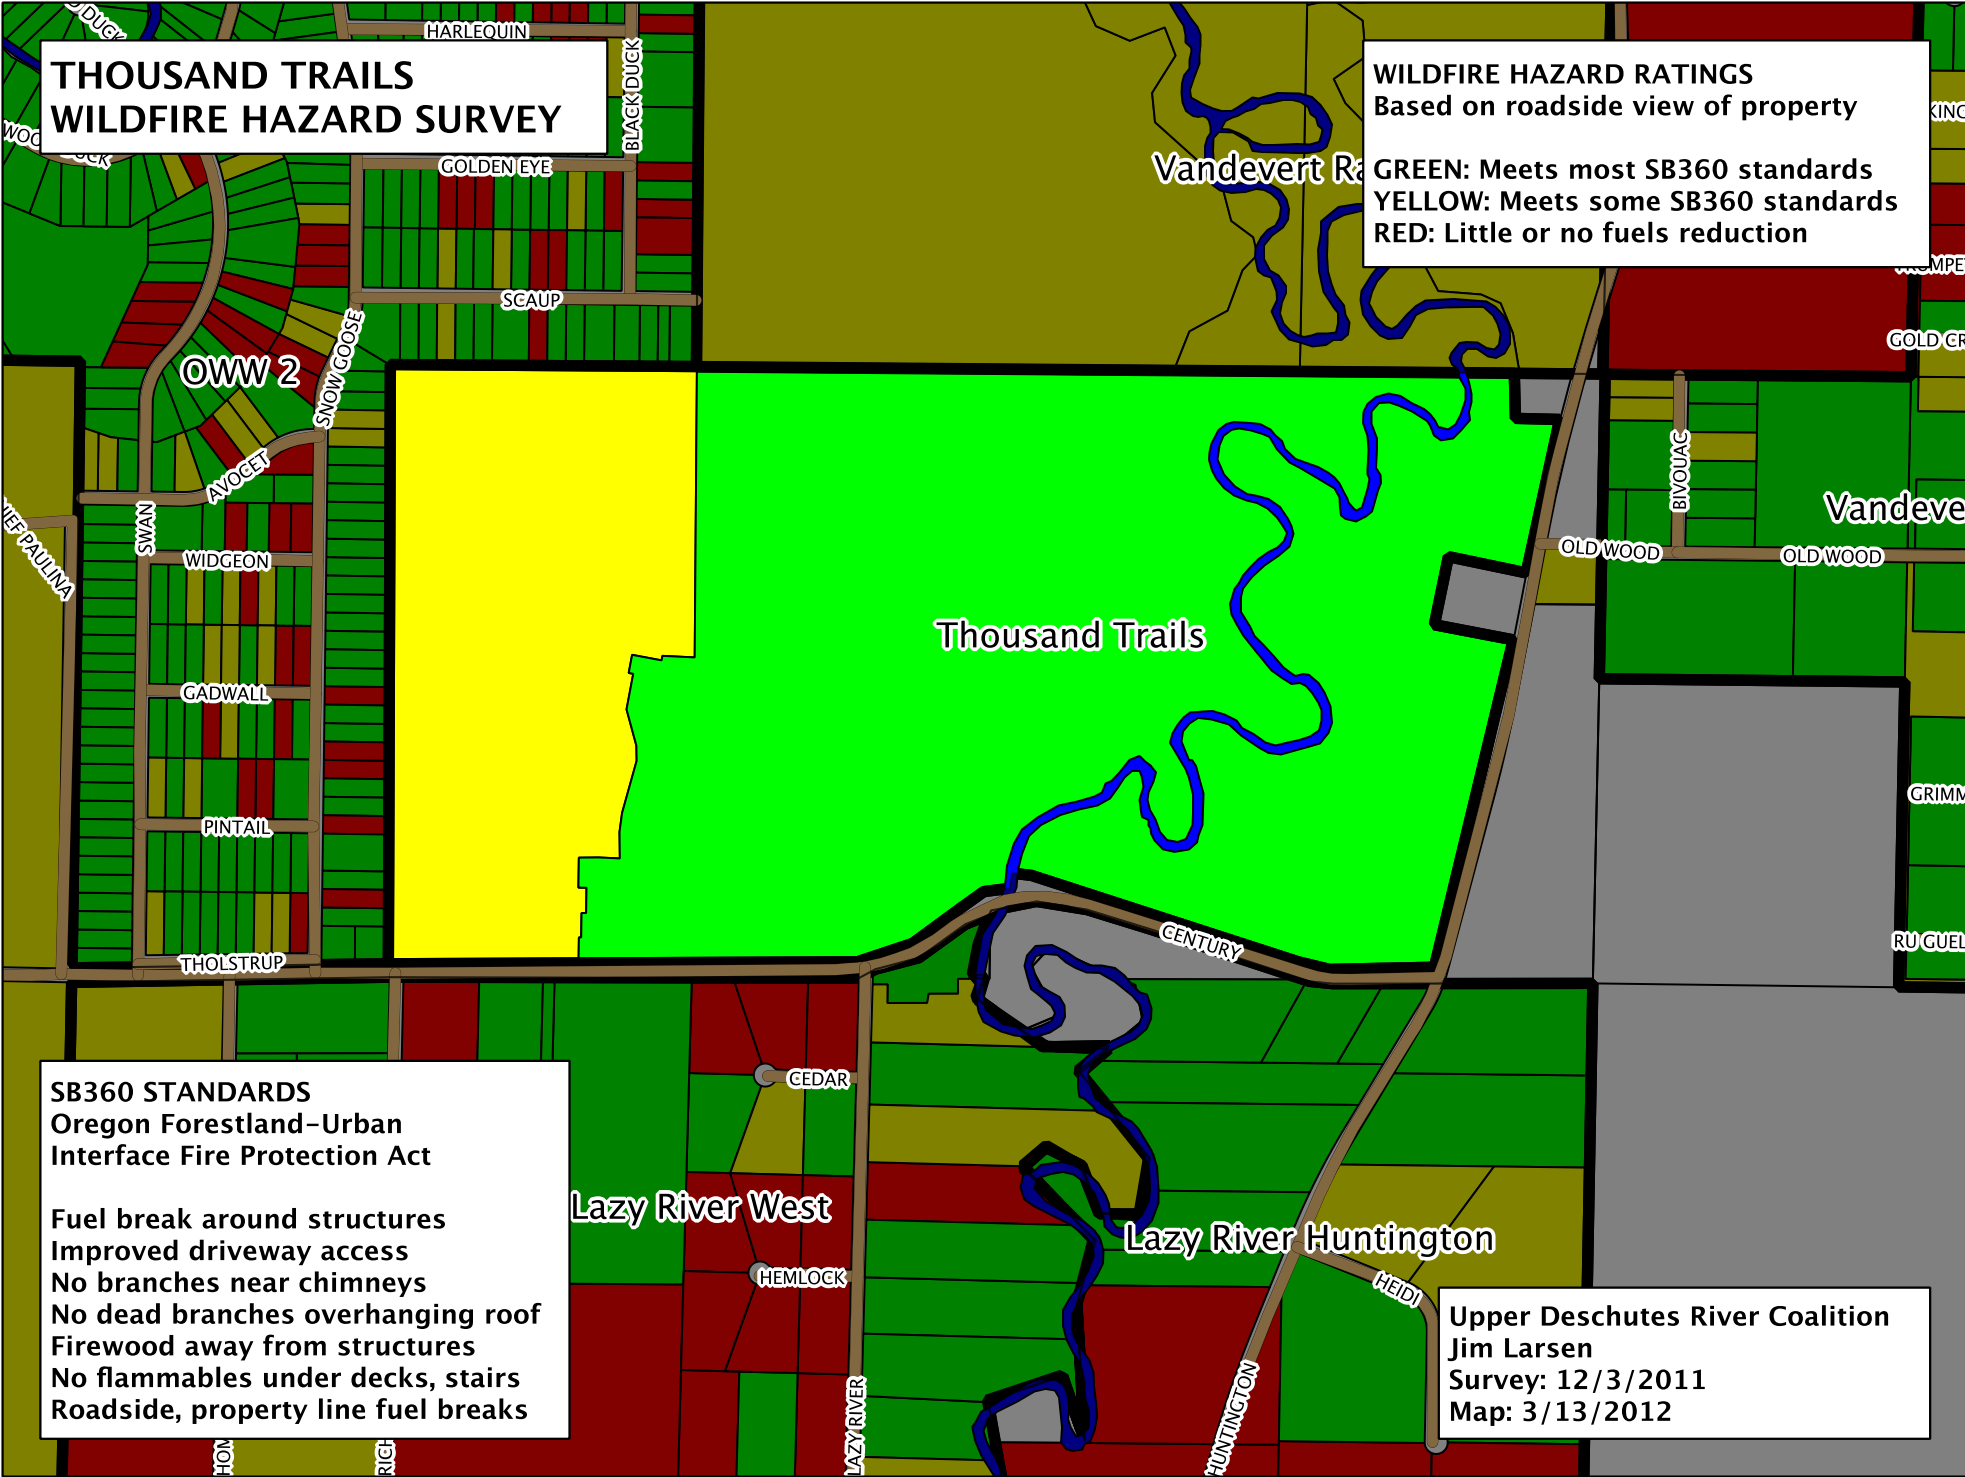 THOUSAND TRAILS
WILDFIRE HAZARD SURVEY
WILDFIRE HAZARD RATINGS
Based on roadside view of property
GREEN: Meets most SB360 standards
YELLOW: Meets some SB360 standards
RED: Little or no fuels reduction
DUCK
HARLEQUIN
BLACK DUCK
GOLDEN EYE
SCAUP
SNOW GOOSE
OWW 2
AVOCET
SWAN
PAULINA
WIDGEON
GADWALL
PINTAIL
THOLSTRUP
Vandevert
GOLD
BIVOUAC
OLD WOOD
OLD WOOD
Thousand Trails
CENTURY
CEDAR
HEMLOCK
LAZY RIVER
Lazy River West
Lazy River Huntington
HEIDI
HUNTINGTON
SB360 STANDARDS
Oregon Forestland-Urban
Interface Fire Protection Act
Fuel break around structures
Improved driveway access
No branches near chimneys
No dead branches overhanging roof
Firewood away from structures
No flammables under decks, stairs
Roadside, property line fuel breaks
Upper Deschutes River Coalition
Jim Larsen
Survey: 12/3/2011
Map: 3/13/2012